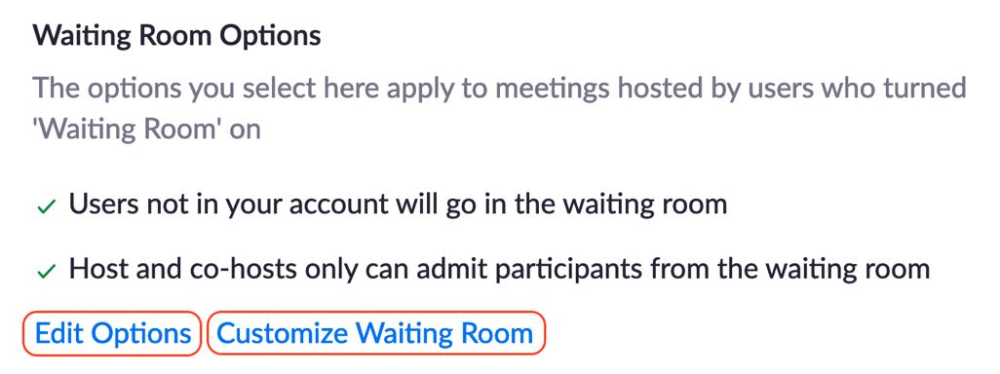 Waiting Room Options
The options you select here apply to meetings hosted by users who turned
'Waiting Room' on
Users not in your account will go in the waiting room
Host and co-hosts only can admit participants from the waiting room
Edit Options Customize Waiting Room